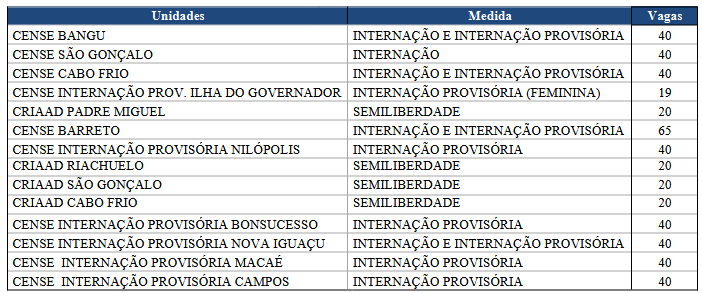 Unidades Medida Vagas
CENSE BANGU INTERNAÇÃO E INTERNAÇÃO PROVISÓRIA 40
CENSE SÃO GONÇALO INTERNAÇÃO 40
CENSE CABO FRIO INTERNAÇÃO E INTERNAÇÃO PROVISÓRIA 40
CENSE INTERNAÇÃO PROV. ILHA DO GOVERNADOR INTERNAÇÃO PROVISÓRIA (FEMININA) 19
CRIAAD PADRE MIGUEL SEMILIBERDADE 20
CENSE BARRETO INTERNAÇÃO E INTERNAÇÃO PROVISÓRIA 65
CENSE INTERNAÇÃO PROVISÓRIA NILÓPOLIS INTERNAÇÃO PROVISÓRIA 40
CRIAAD RIACHUELO SEMILIBERDADE 20
CRIAAD SÃO GONÇALO SEMILIBERDADE 20
CRIAAD CABO FRIO SEMILIBERDADE 20
CENSE INTERNAÇÃO PROVISÓRIA BONSUCESSO INTERNAÇÃO PROVISÓRIA 40
CENSE INTERNAÇÃO PROVISÓRIA NOVA IGUAÇU INTERNAÇÃO E INTERNAÇÃO PROVISÓRIA 40
CENSE INTERNAÇÃO PROVISÓRIA MACAÉ INTERNAÇÃO PROVISÓRIA 40
CENSE INTERNAÇÃO PROVISÓRIA CAMPOS INTERNAÇÃO PROVISÓRIA 40